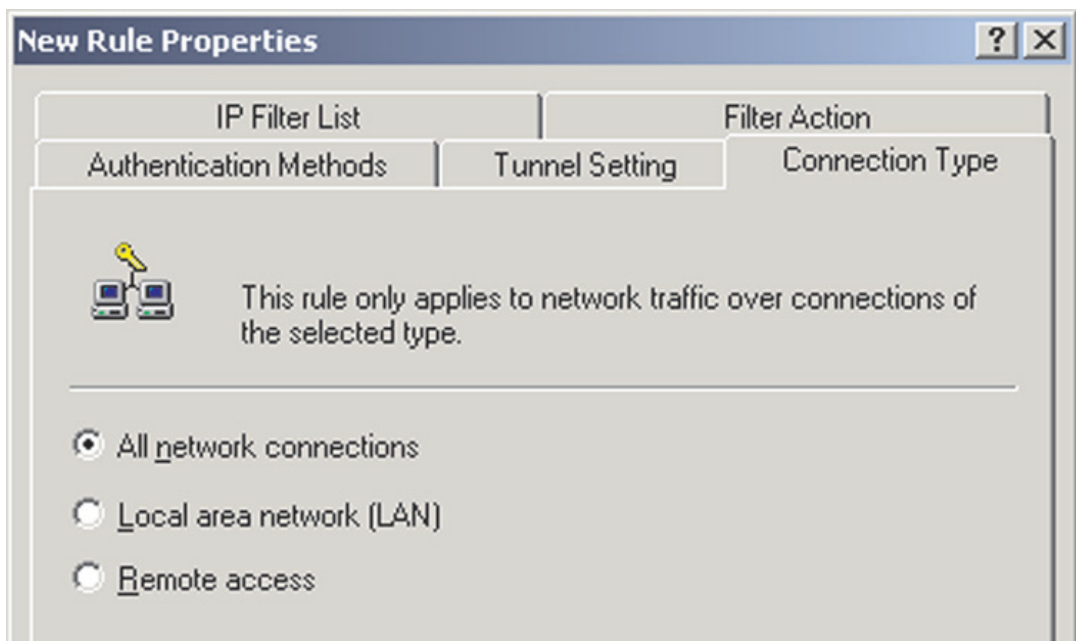 New Rule Properties
IP Filter List
Filter Action
Authentication Methods
Tunnel Setting
Connection Type
This rule only applies to network traffic over connections of
the selected type.
All network connections
Local area network (LAN)
Remote access